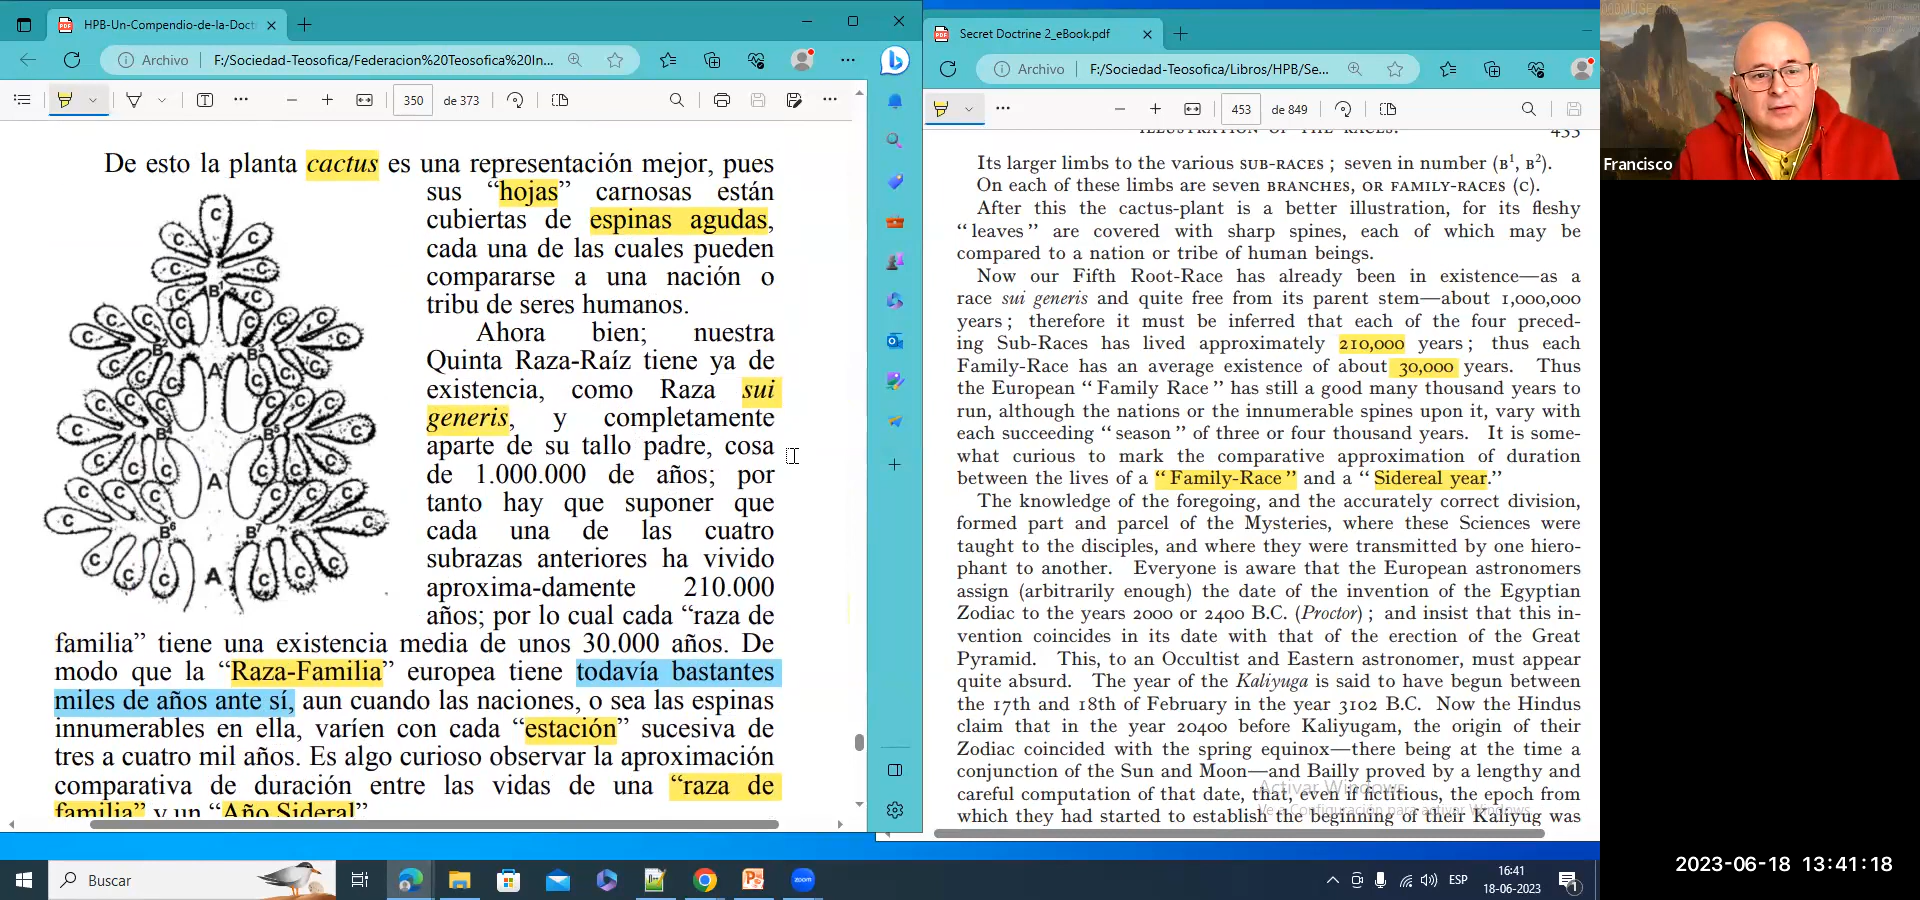 HPB-Un-Compendio-de-la-Doct
Archivo
F:/Sociedad-Teosofica/Federacion%20Teosofica%20In...
350
de 373
De esto la planta cactus es una representación mejor, pues
sus “hojas” carnosas están
cubiertas de espinas agudas,
cada una de las cuales pueden
compararse a una nación o
tribu de seres humanos.
Ahora bien; nuestra
Quinta Raza-Raíz tiene ya de
existencia, como Raza sui
generis, y completamente
aparte de su tallo padre, cosa
de 1.000.000 de años; por
tanto hay que suponer que
cada una de las cuatro
subrazas anteriores ha vivido
aproxima-damente 210.000
años; por lo cual cada “raza de
familia” tiene una existencia media de unos 30.000 años. De
modo que la “Raza-Familia” europea tiene todavía bastantes
miles de años ante sí, aun cuando las naciones, o sea las espinas
innumerables en ella, varíen con cada “estación” sucesiva de
tres a cuatro mil años. Es algo curioso observar la aproximación
comparativa de duración entre las vidas de una “raza de
familia” y un “Año Sideral”
Secret Doctrine 2_eBook.pdf
Archivo
F:/Sociedad-Teosofica/Libros/HPB/Se...
453
de 849
ILLUSTRATION OF THE RACES. 453
Its larger limbs to the various SUB-RACES ; seven in number (B¹, B²).
On each of these limbs are seven BRANCHES, OR FAMILY-RACES (C).
After this the cactus-plant is a better illustration, for its fleshy
“ leaves ” are covered with sharp spines, each of which may be
compared to a nation or tribe of human beings.
Now our Fifth Root-Race has already been in existence—as a
race sui generis and quite free from its parent stem—about 1,000,000
years ; therefore it must be inferred that each of the four preced-
ing Sub-Races has lived approximately 210,000 years ; thus each
Family-Race has an average existence of about 30,000 years. Thus
the European “ Family Race ” has still a good many thousand years to
run, although the nations or the innumerable spines upon it, vary with
each succeeding “ season ” of three or four thousand years. It is some-
what curious to mark the comparative approximation of duration
between the lives of a “ Family-Race ” and a “ Sidereal year.”
The knowledge of the foregoing, and the accurately correct division,
formed part and parcel of the Mysteries, where these Sciences were
taught to the disciples, and where they were transmitted by one hiero-
phant to another. Everyone is aware that the European astronomers
assign (arbitrarily enough) the date of the invention of the Egyptian
Zodiac to the years 2000 or 2400 B.C. (Proctor) ; and insist that this in-
vention coincides in its date with that of the erection of the Great
Pyramid. This, to an Occultist and Eastern astronomer, must appear
quite absurd. The year of the Kaliyuga is said to have begun between
the 17th and 18th of February in the year 3102 B.C. Now the Hindus
claim that in the year 20400 before Kaliyugam, the origin of their
Zodiac coincided with the spring equinox—there being at the time a
conjunction of the Sun and Moon—and Bailly proved by a lengthy and
careful computation of that date, that, even if fictitious, the epoch from
which they had started to establish the beginning of their Kaliyug was
Activar Windows
Ve a Configuración para activar Windows.
Francisco
2023-06-18 13:41:18
Buscar
zoom
ESP
16:41
18-06-2023
1